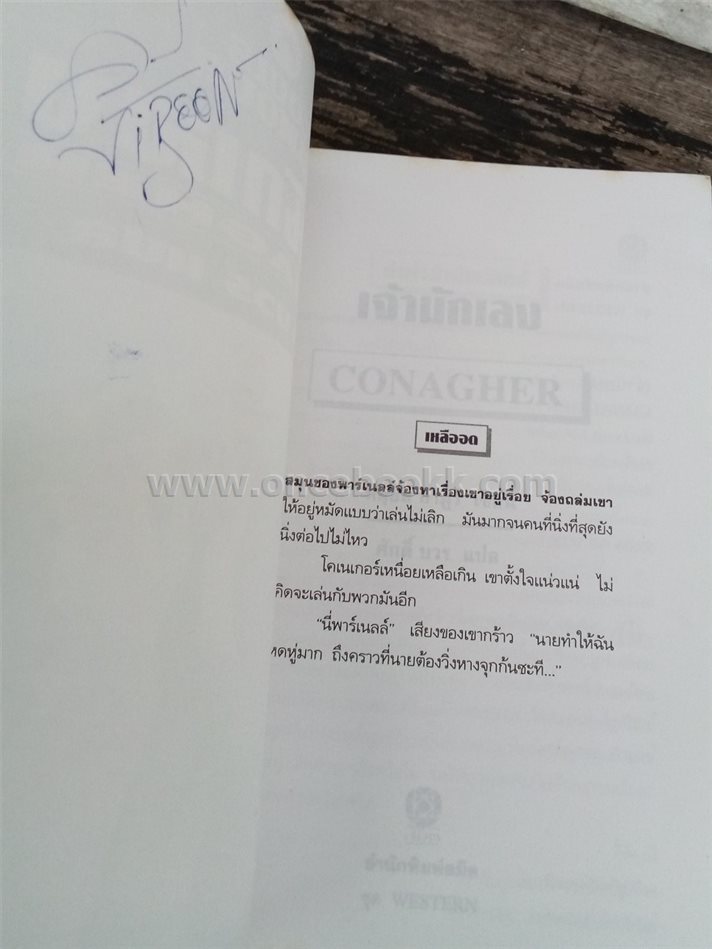 เหลืออด
สมุนของพาร์เนลล์จ้องหาเรื่องเขาอยู่เรื่อย จ้องถล่มเขา
ให้อยู่หมัดแบบว่าเล่นไม่เลิก มันมากจนคนที่นิ่งที่สุดยัง
นิ่งต่อไปไม่ไหว
โคเนเกอร์เหนื่อยเหลือเกิน เขาตั้งใจแน่วแน่ ไม่
คิดจะเล่นกับพวกมันอีก
“นี่พาร์เนลล์” เสียงของเขากร้าว “นายทำให้ฉัน
หดหู่มาก ถึงคราวที่นายต้องวิ่งหางจุกก้นซะที...”
เจ้านักเลง
CONAGHER
ศักดิ์ บวร แปล
ชุด WESTERN
www.oncebookk.com